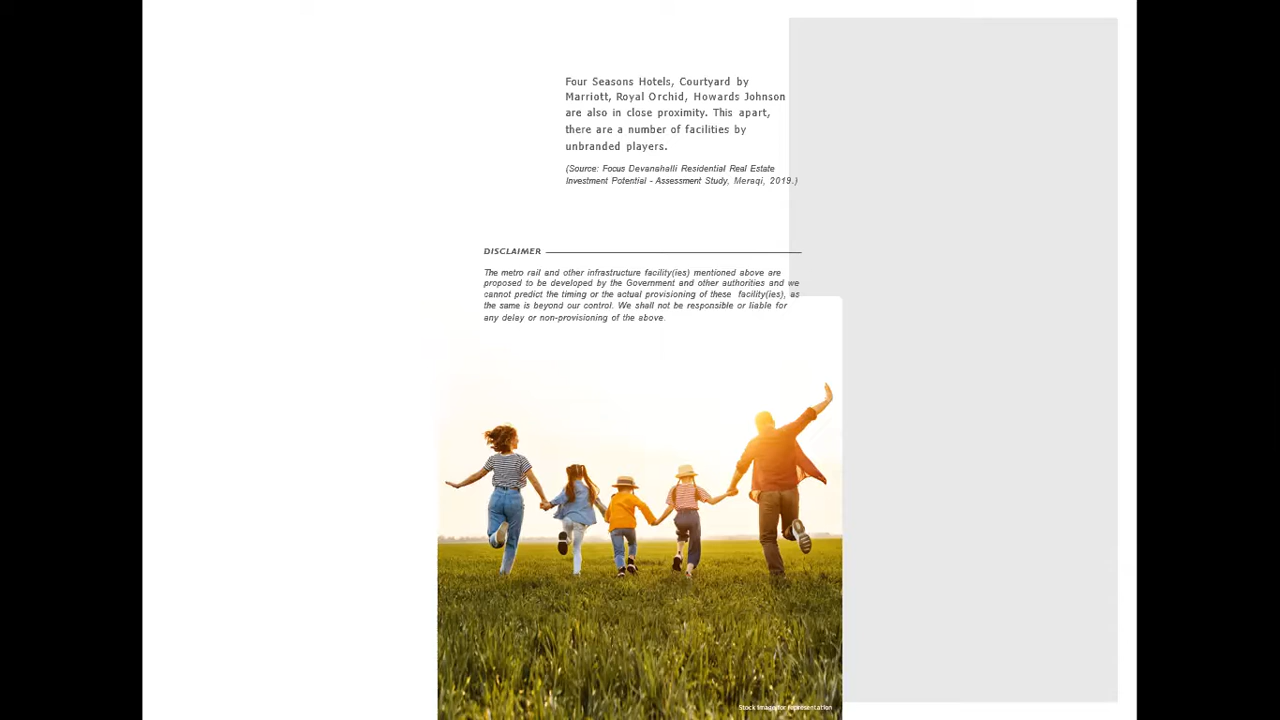 Four Seasons Hotels, Courtyard by
Marriott, Royal Orchid, Howards Johnson
are also in close proximity. This apart,
there are a number of facilities by
unbranded players.
(Source: Focus Devanahalli Residential Real Estate
Investment Potential - Assessment Study, Meraqi, 2019.)
DISCLAIMER
The metro rail and other infrastructure facility(ies) mentioned above are
proposed to be developed by the Government and other authorities and we
cannot predict the timing or the actual provisioning of these facility(ies), as
the same is beyond our control. We shall not be responsible or liable for
any delay or non-provisioning of the above.
Stock image for representation